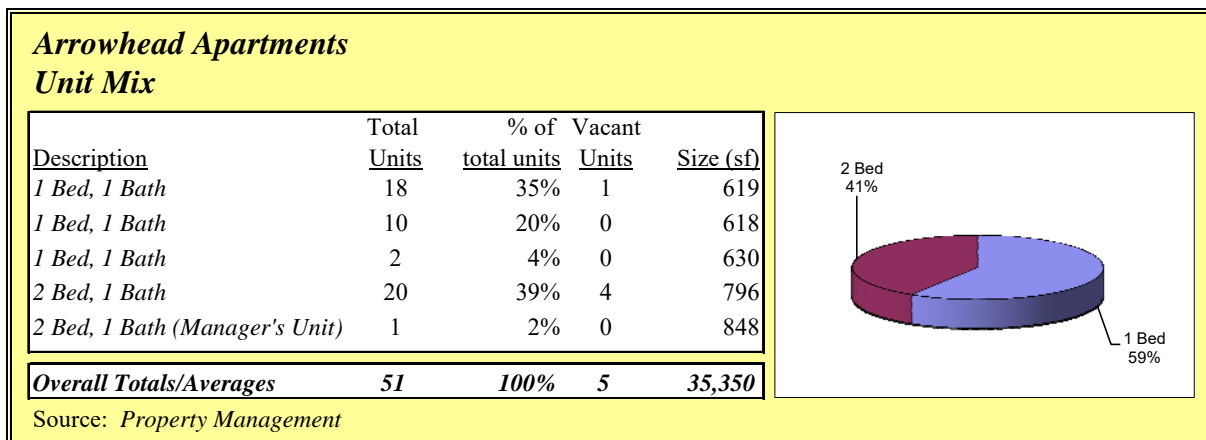 Arrowhead Apartments
Unit Mix
Total % of Vacant
Description Units total units Units Size (sf)
1 Bed, 1 Bath 18 35% 1 619
1 Bed, 1 Bath 10 20% 0 618
1 Bed, 1 Bath 2 4% 0 630
2 Bed, 1 Bath 20 39% 4 796
2 Bed, 1 Bath (Manager's Unit) 1 2% 0 848
Overall Totals/Averages 51 100% 5 35,350
Source: Property Management
2 Bed
41%
1 Bed
59%